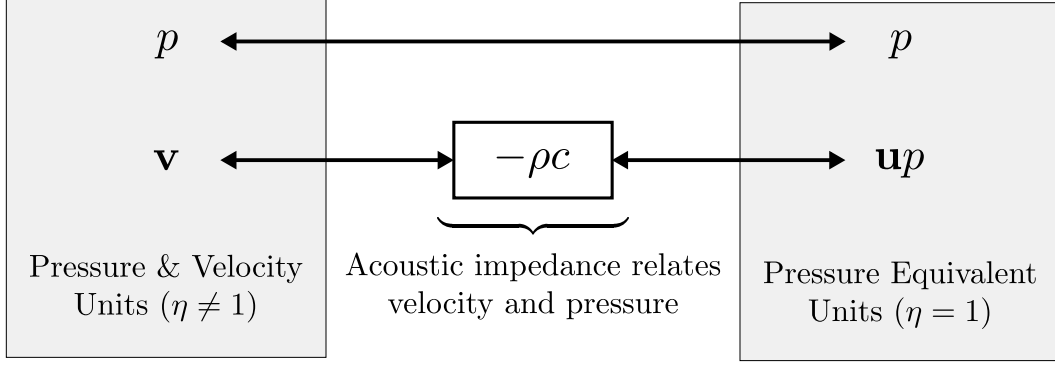 p p
v −ρc up
Pressure & Velocity
Units (η ≠ 1)
Acoustic impedance relates
velocity and pressure
Pressure Equivalent
Units (η = 1)